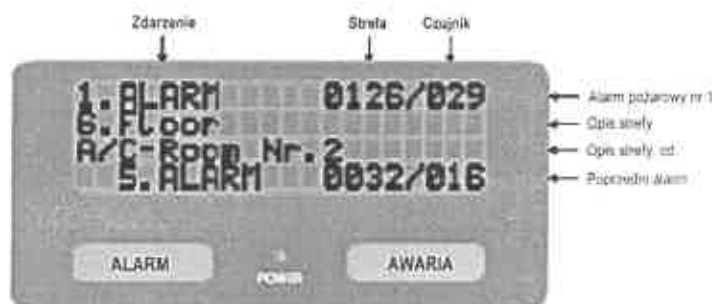 Zdarzenie Strefa Czujnik
1.ALARM 0126/029
Alarm pożarowy nr 1
6.Floor
Opis strefy
A/C-Room Nr.2
Opis strefy, cd.
5.ALARM 0032/016
Poprzedni alarm
ALARM
POWER
AWARIA